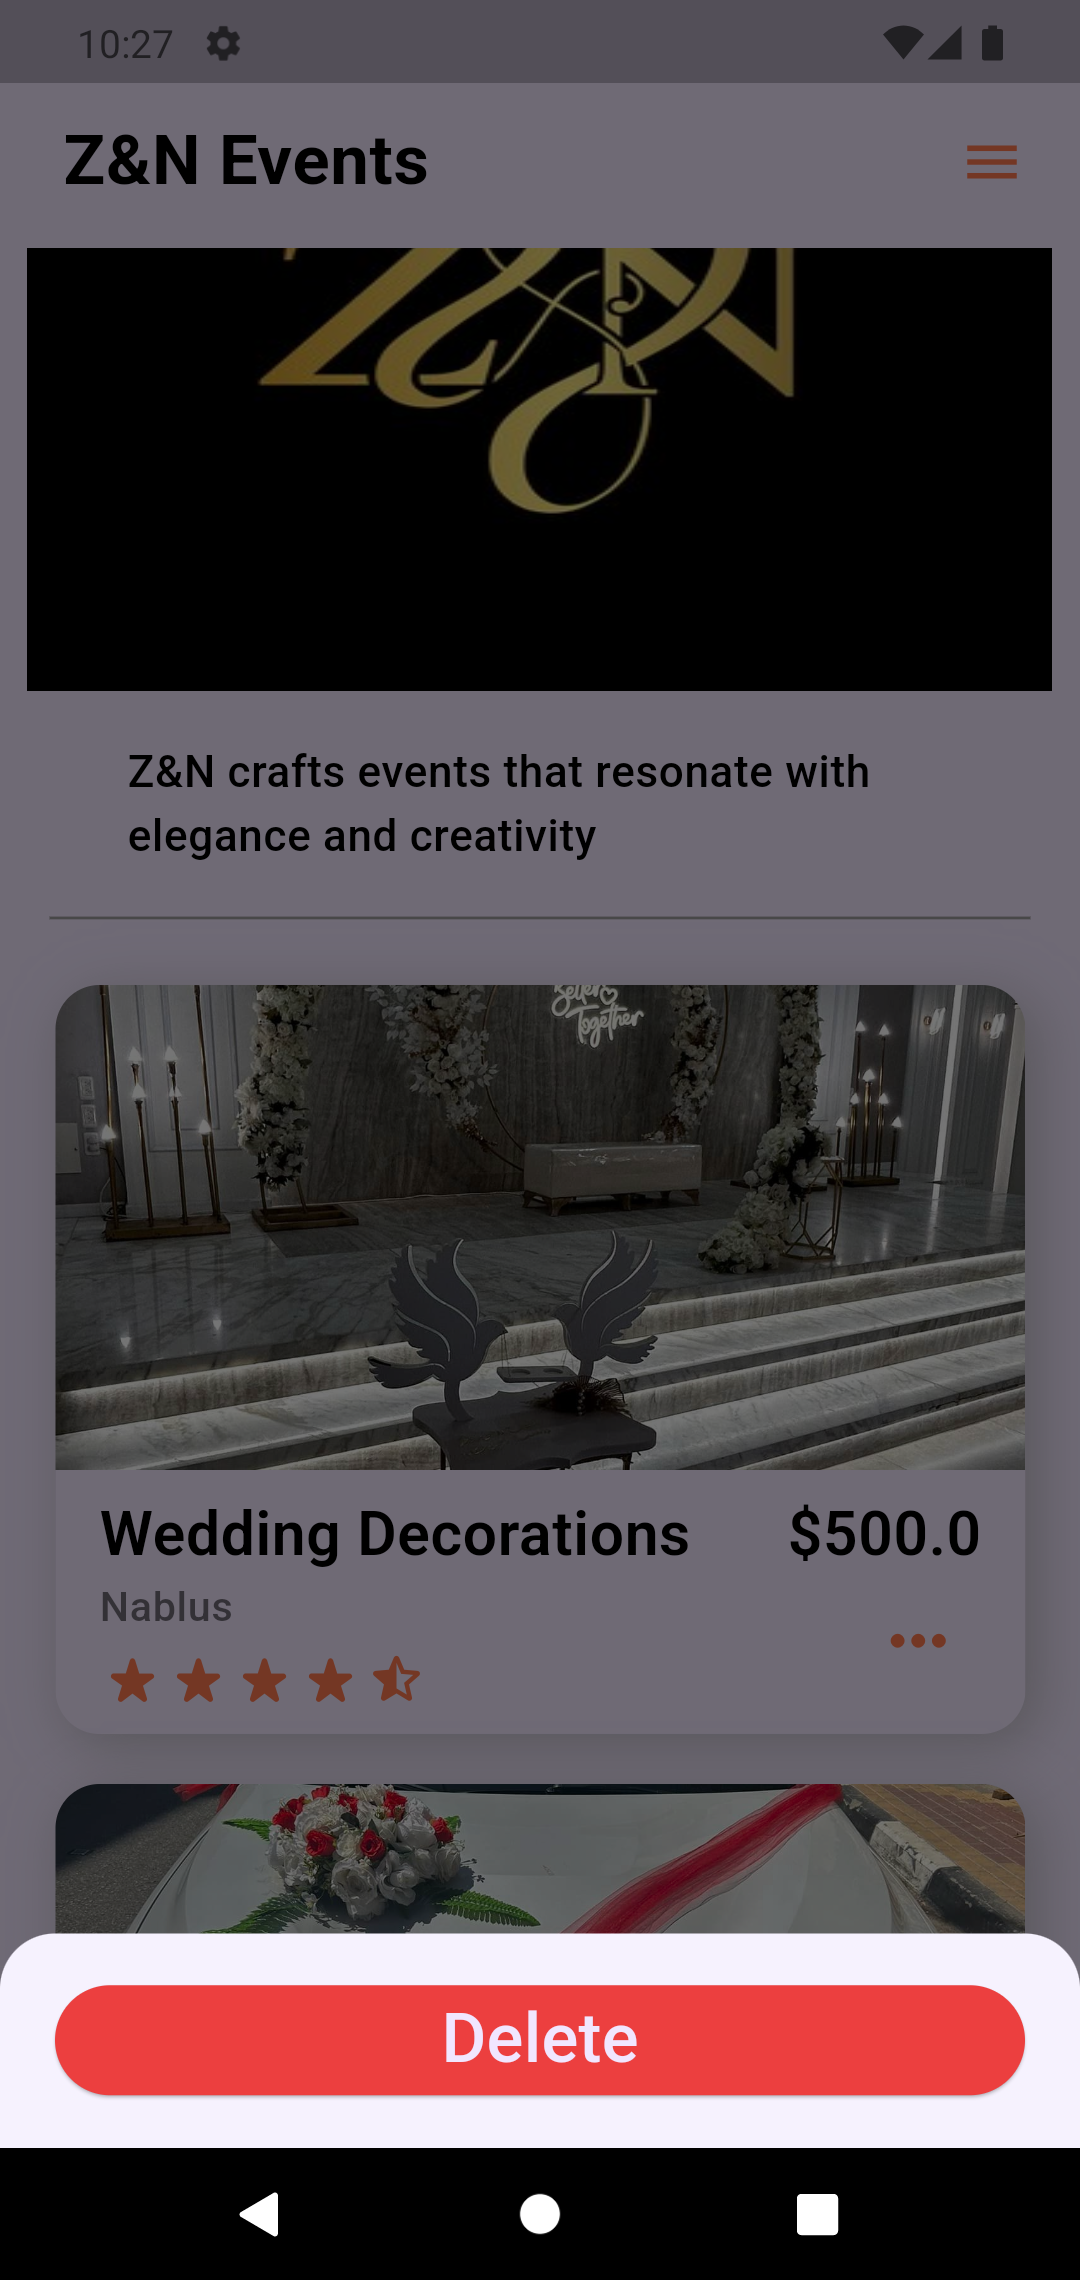 10:27
Z&N Events
Z&N
Z&N crafts events that resonate with
elegance and creativity
Better
Together
Wedding Decorations
$500.0
Nablus
Delete